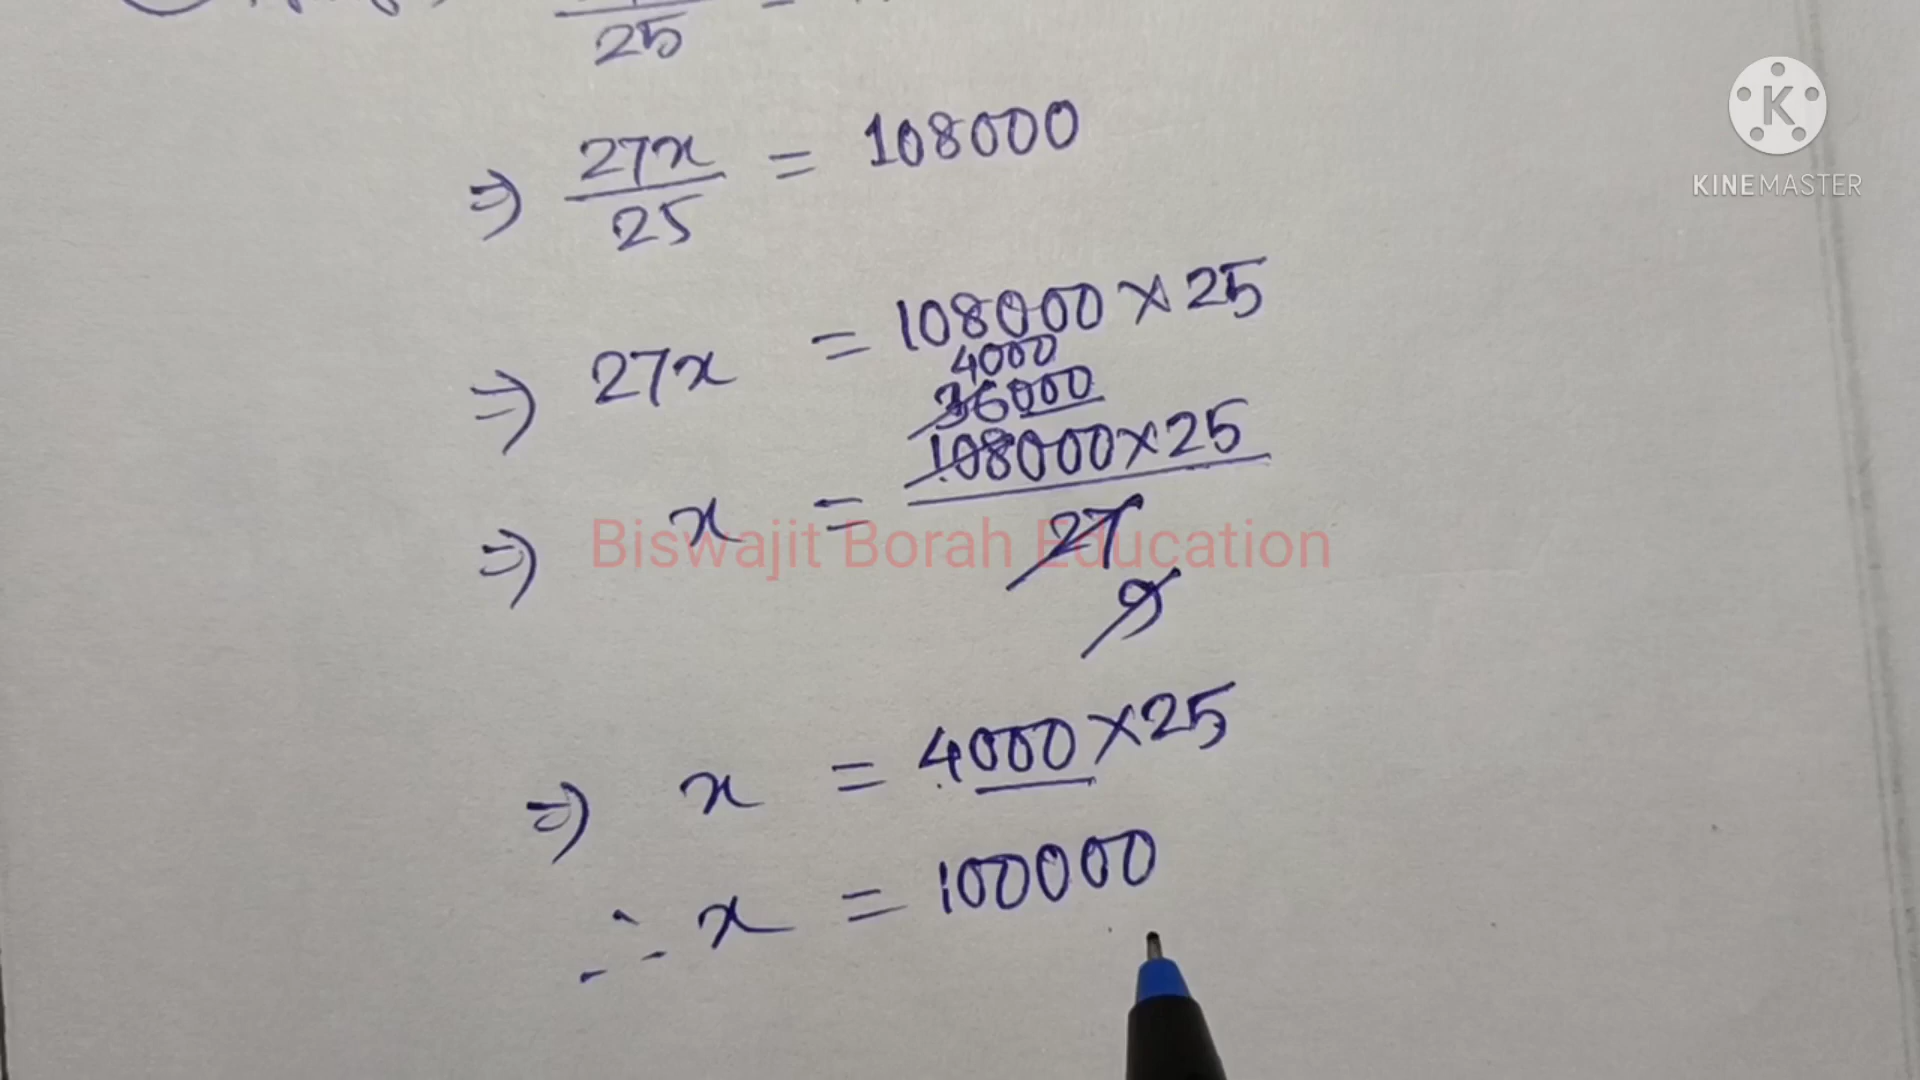 25
⇒ 27x/25 = 108000
⇒ 27x = 108000 × 25
4000
36000
⇒ x = 108000×25
27
9
⇒ x = 4000×25
∴ x = 100000
K
KINEMASTER
Biswajit Borah Education